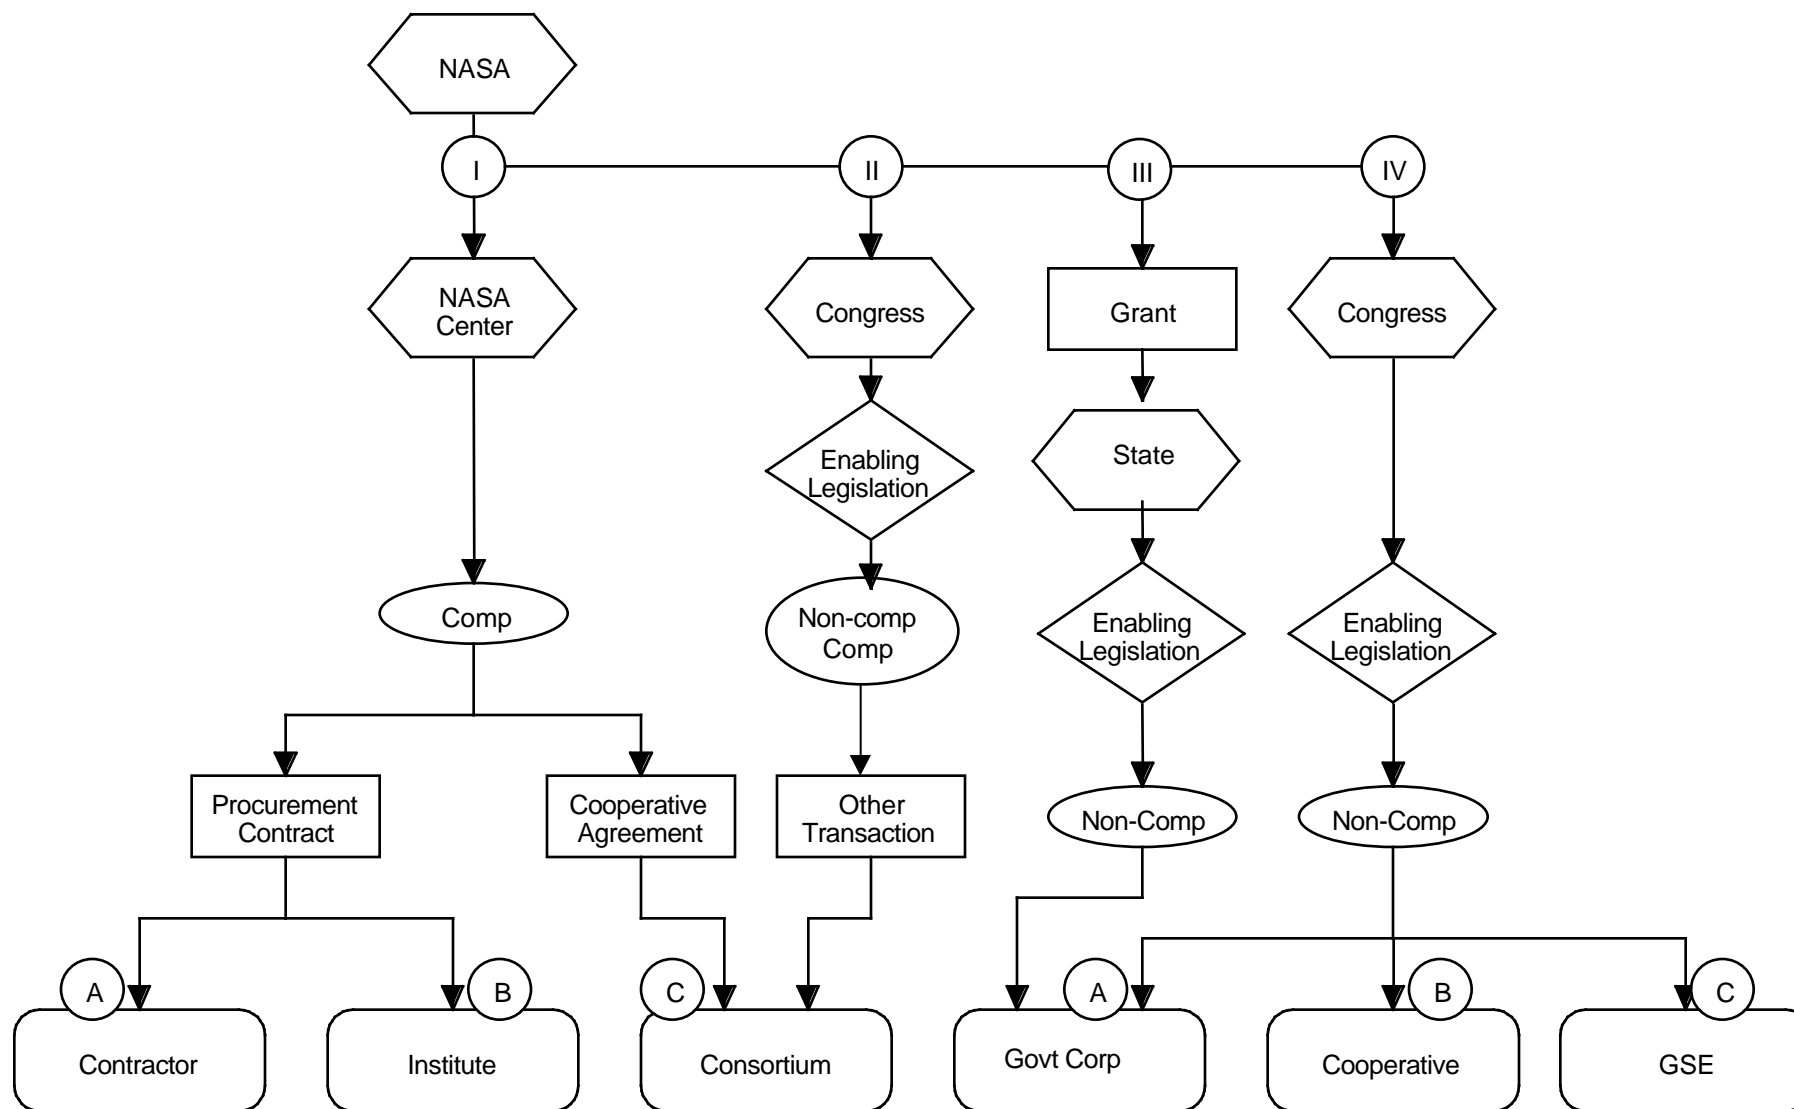 NASA
I
II
III
IV
NASA
Center
Congress
Grant
Congress
State
Enabling
Legislation
Comp
Non-comp
Comp
Enabling
Legislation
Enabling
Legislation
Procurement
Contract
Cooperative
Agreement
Other
Transaction
Non-Comp
Non-Comp
A
B
C
A
B
C
Contractor
Institute
Consortium
Govt Corp
Cooperative
GSE